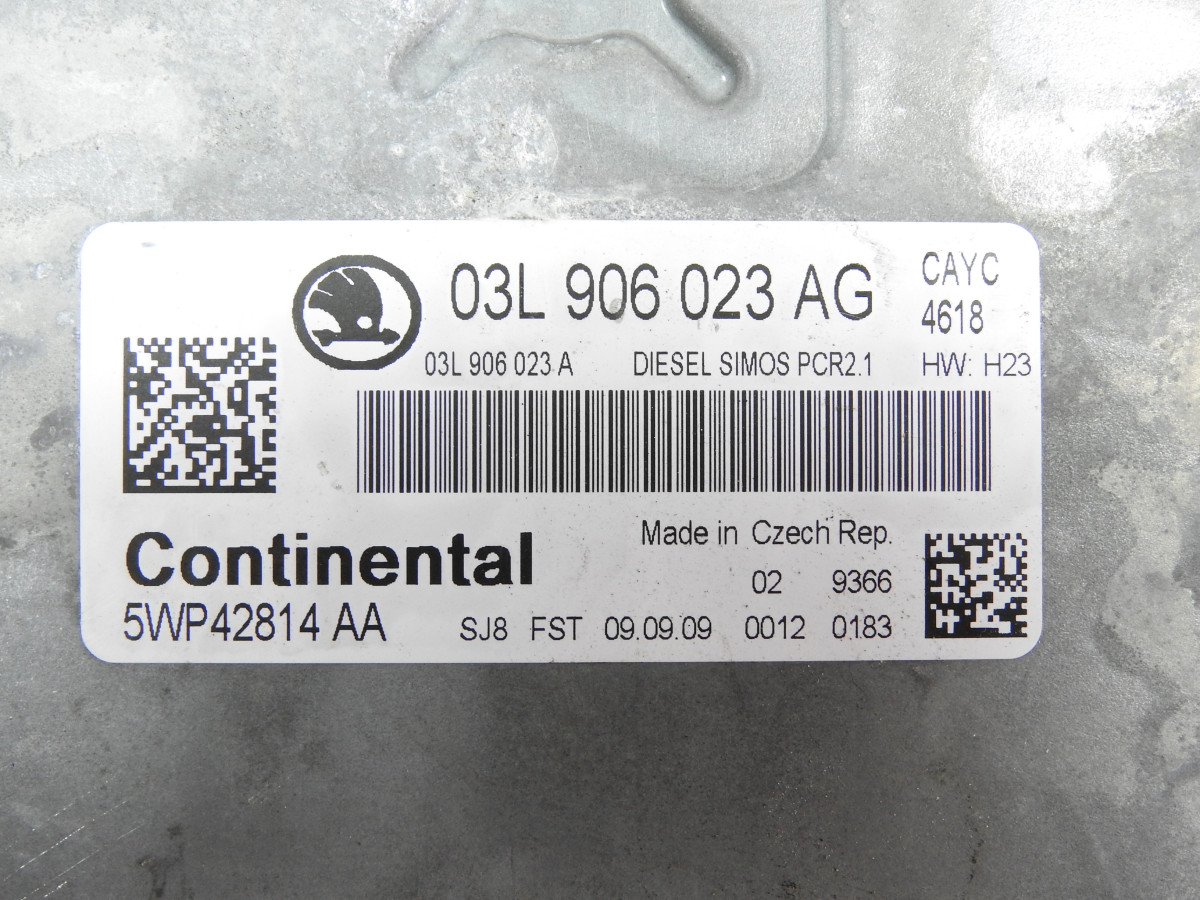 03L 906 023 AG
CAYC
4618
03L 906 023 A DIESEL SIMOS PCR2.1 HW: H23
Continental
Made in Czech Rep.
02 9366
5WP42814 AA
SJ8 FST 09.09.09 0012 0183